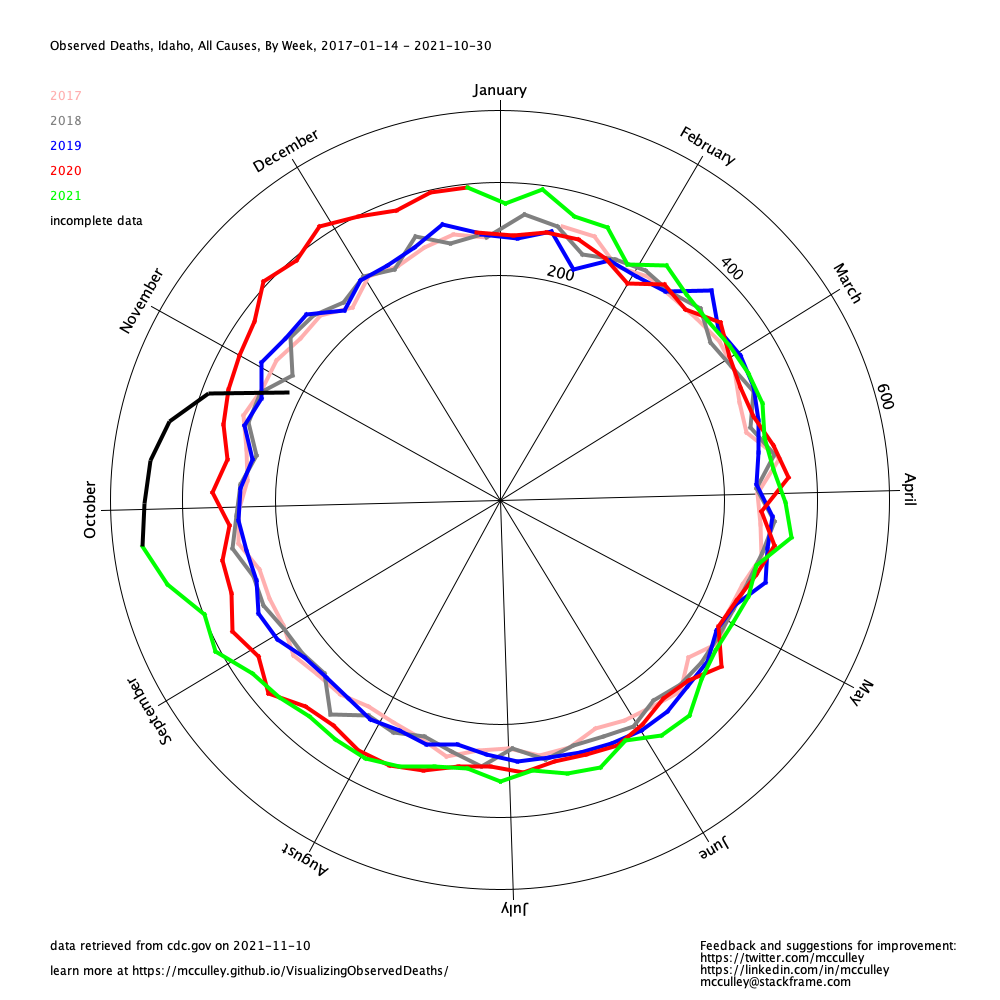 Observed Deaths, Idaho, All Causes, By Week, 2017-01-14 - 2021-10-30
2017
2018
2019
2020
2021
incomplete data
January
February
March
April
May
June
July
August
September
October
November
December
200
400
600
data retrieved from cdc.gov on 2021-11-10
learn more at https://mcculley.github.io/VisualizingObservedDeaths/
Feedback and suggestions for improvement:
https://twitter.com/mcculley
https://linkedin.com/in/mcculley
mcculley@stackframe.com